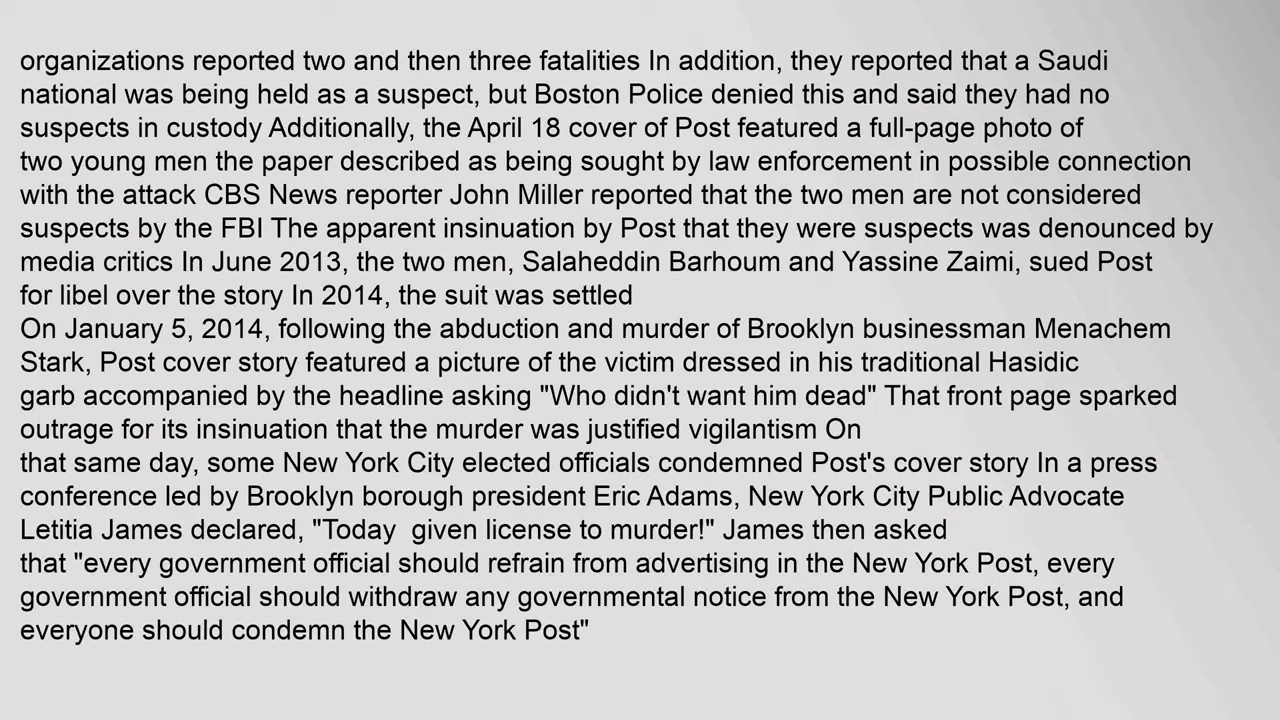 organizations reported two and then three fatalities In addition, they reported that a Saudi
national was being held as a suspect, but Boston Police denied this and said they had no
suspects in custody Additionally, the April 18 cover of Post featured a full-page photo of
two young men the paper described as being sought by law enforcement in possible connection
with the attack CBS News reporter John Miller reported that the two men are not considered
suspects by the FBI The apparent insinuation by Post that they were suspects was denounced by
media critics In June 2013, the two men, Salaheddin Barhoum and Yassine Zaimi, sued Post
for libel over the story In 2014, the suit was settled
On January 5, 2014, following the abduction and murder of Brooklyn businessman Menachem
Stark, Post cover story featured a picture of the victim dressed in his traditional Hasidic
garb accompanied by the headline asking "Who didn't want him dead" That front page sparked
outrage for its insinuation that the murder was justified vigilantism On
that same day, some New York City elected officials condemned Post's cover story In a press
conference led by Brooklyn borough president Eric Adams, New York City Public Advocate
Letitia James declared, "Today  given license to murder!" James then asked
that "every government official should refrain from advertising in the New York Post, every
government official should withdraw any governmental notice from the New York Post, and
everyone should condemn the New York Post"